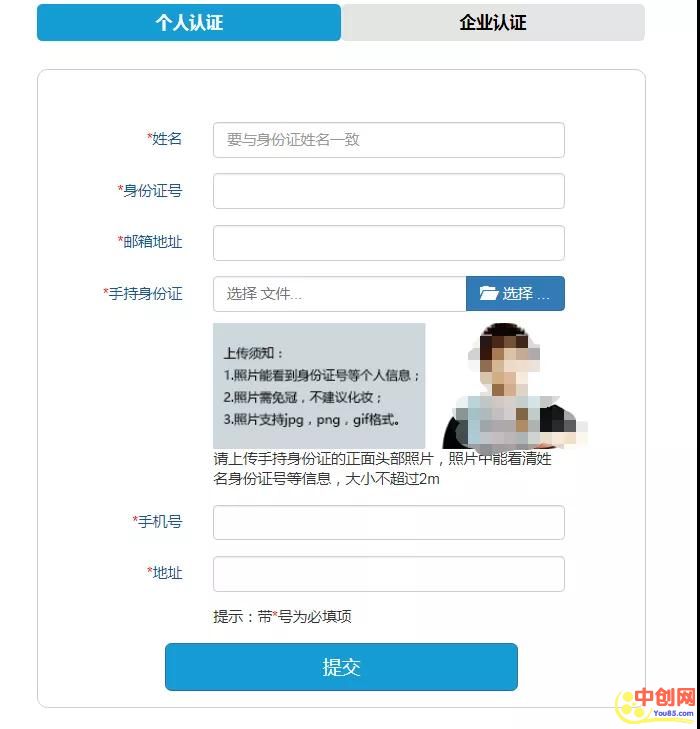 个人认证 企业认证
*姓名 要与身份证姓名一致
*身份证号
*邮箱地址
*手持身份证 选择 文件... 选择 ...
上传须知：
1.照片能看到身份证号等个人信息；
2.照片需免冠，不建议化妆；
3.照片支持jpg，png，gif格式。
请上传手持身份证的正面头部照片，照片中能看清姓
名身份证号等信息，大小不超过2m
*手机号
*地址
提示：带*号为必填项
提交
中创网
You85.com